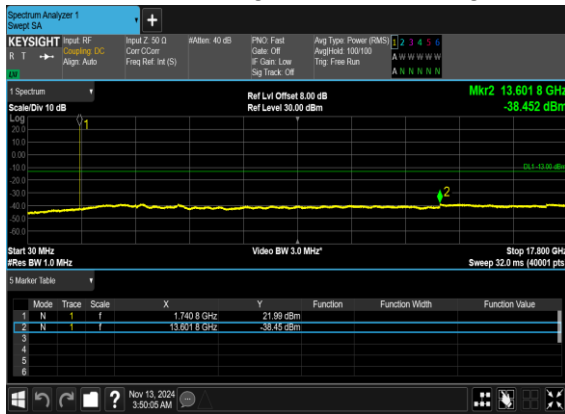 Spectrum Analyzer 1
Swept SA
KEYSIGHT Input: RF Input Z: 50 Ω #Atten: 40 dB PNO: Fast Avg Type: Power (RMS) 1 2 3 4 5 6
R T Coupling: DC Corr CCorr Gate: Off Avg|Hold: 100/100 A W W W W W
Align: Auto Freq Ref: Int (S) IF Gain: Low Trig: Free Run
Sig Track: Off A N N N N N
1 Spectrum Ref Lvl Offset 8.00 dB Mkr2 13.601 8 GHz
Scale/Div 10 dB Ref Level 30.00 dBm -38.452 dBm
Log
20.0 1
10.0
0.00
-10.0 DL1 -13.00 dBm
-20.0
-30.0
-40.0 2
-50.0
-60.0
Start 30 MHz Video BW 3.0 MHz* Stop 17.800 GHz
#Res BW 1.0 MHz Sweep 32.0 ms (40001 pts)
5 Marker Table
Mode Trace Scale X Y Function Function Width Function Value
1 N 1 f 1.740 8 GHz 21.99 dBm
2 N 1 f 13.601 8 GHz -38.45 dBm
3
4
5
6
? Nov 13, 2024
3:50:05 AM